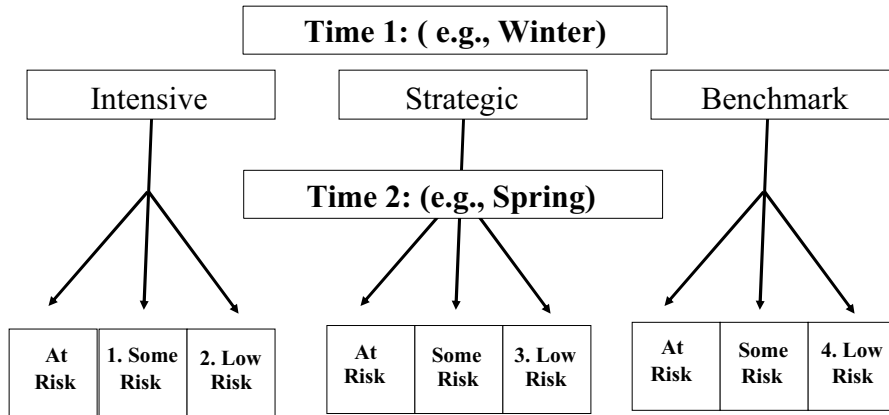 Time 1: ( e.g., Winter)
Intensive
Strategic
Benchmark
Time 2: (e.g., Spring)
At
Risk
1. Some
Risk
2. Low
Risk
At
Risk
Some
Risk
3. Low
Risk
At
Risk
Some
Risk
4. Low
Risk